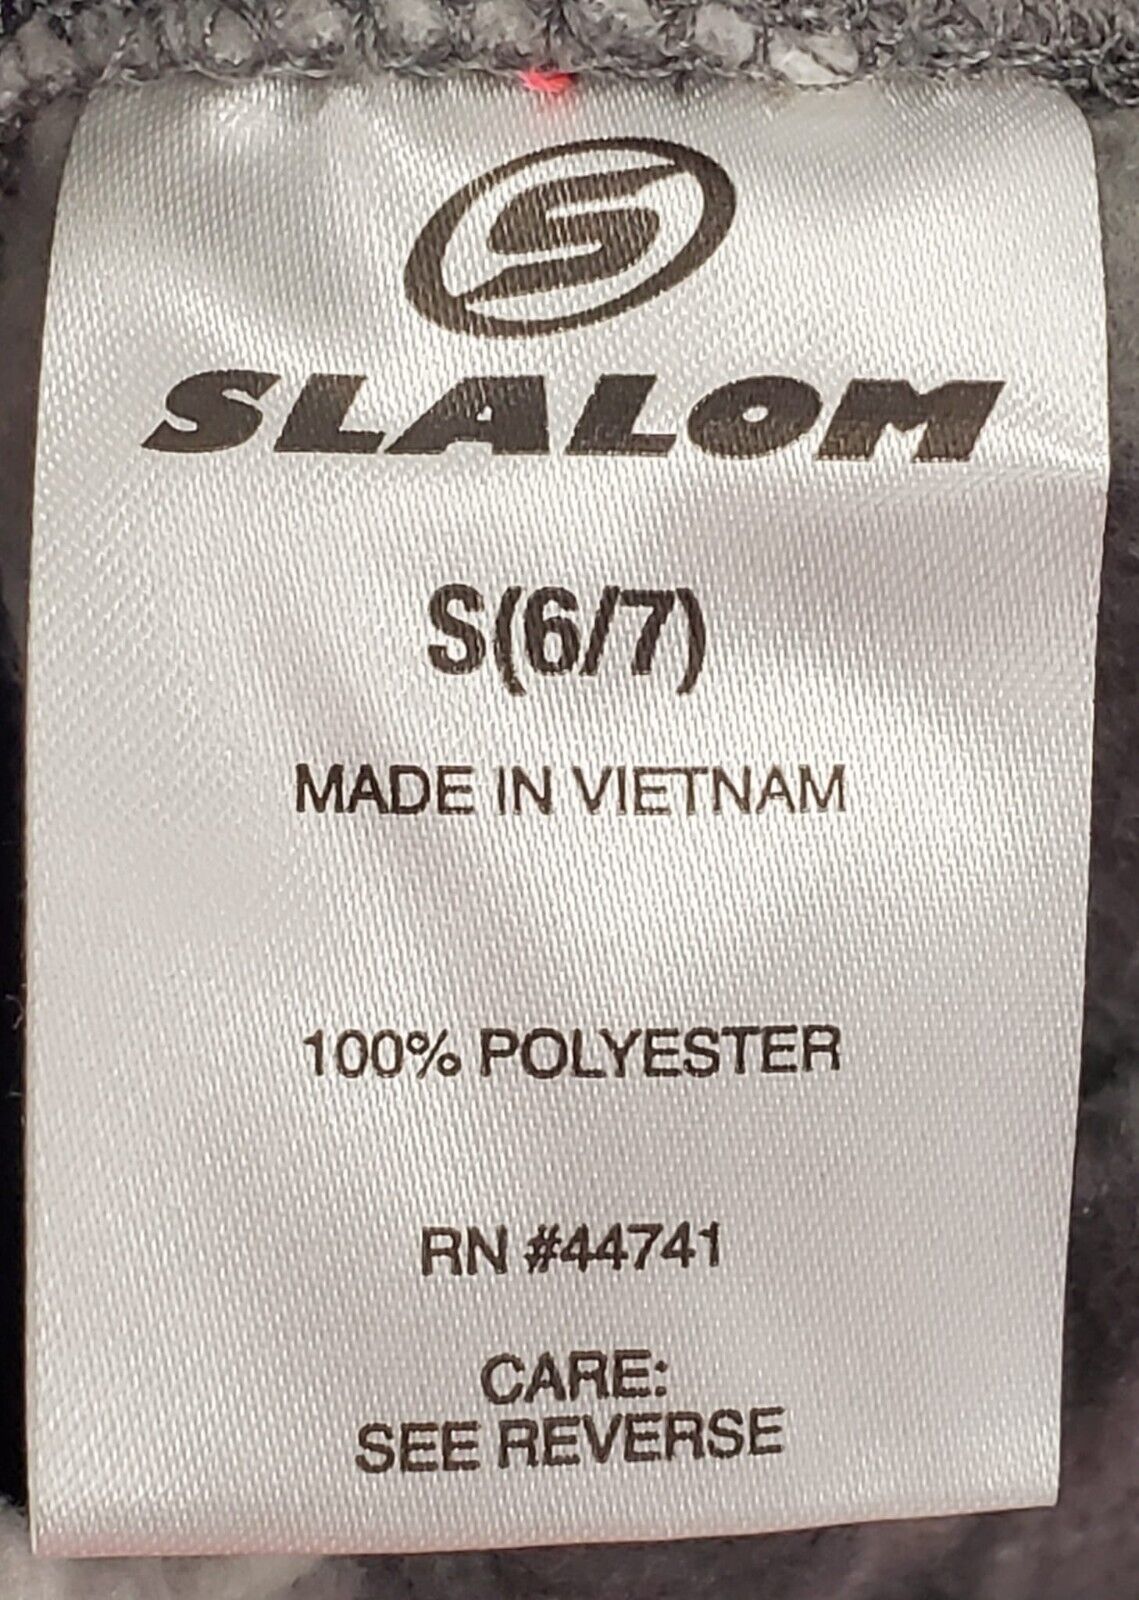 S
SLALOM
S(6/7)
MADE IN VIETNAM
100% POLYESTER
RN #44741
CARE:
SEE REVERSE